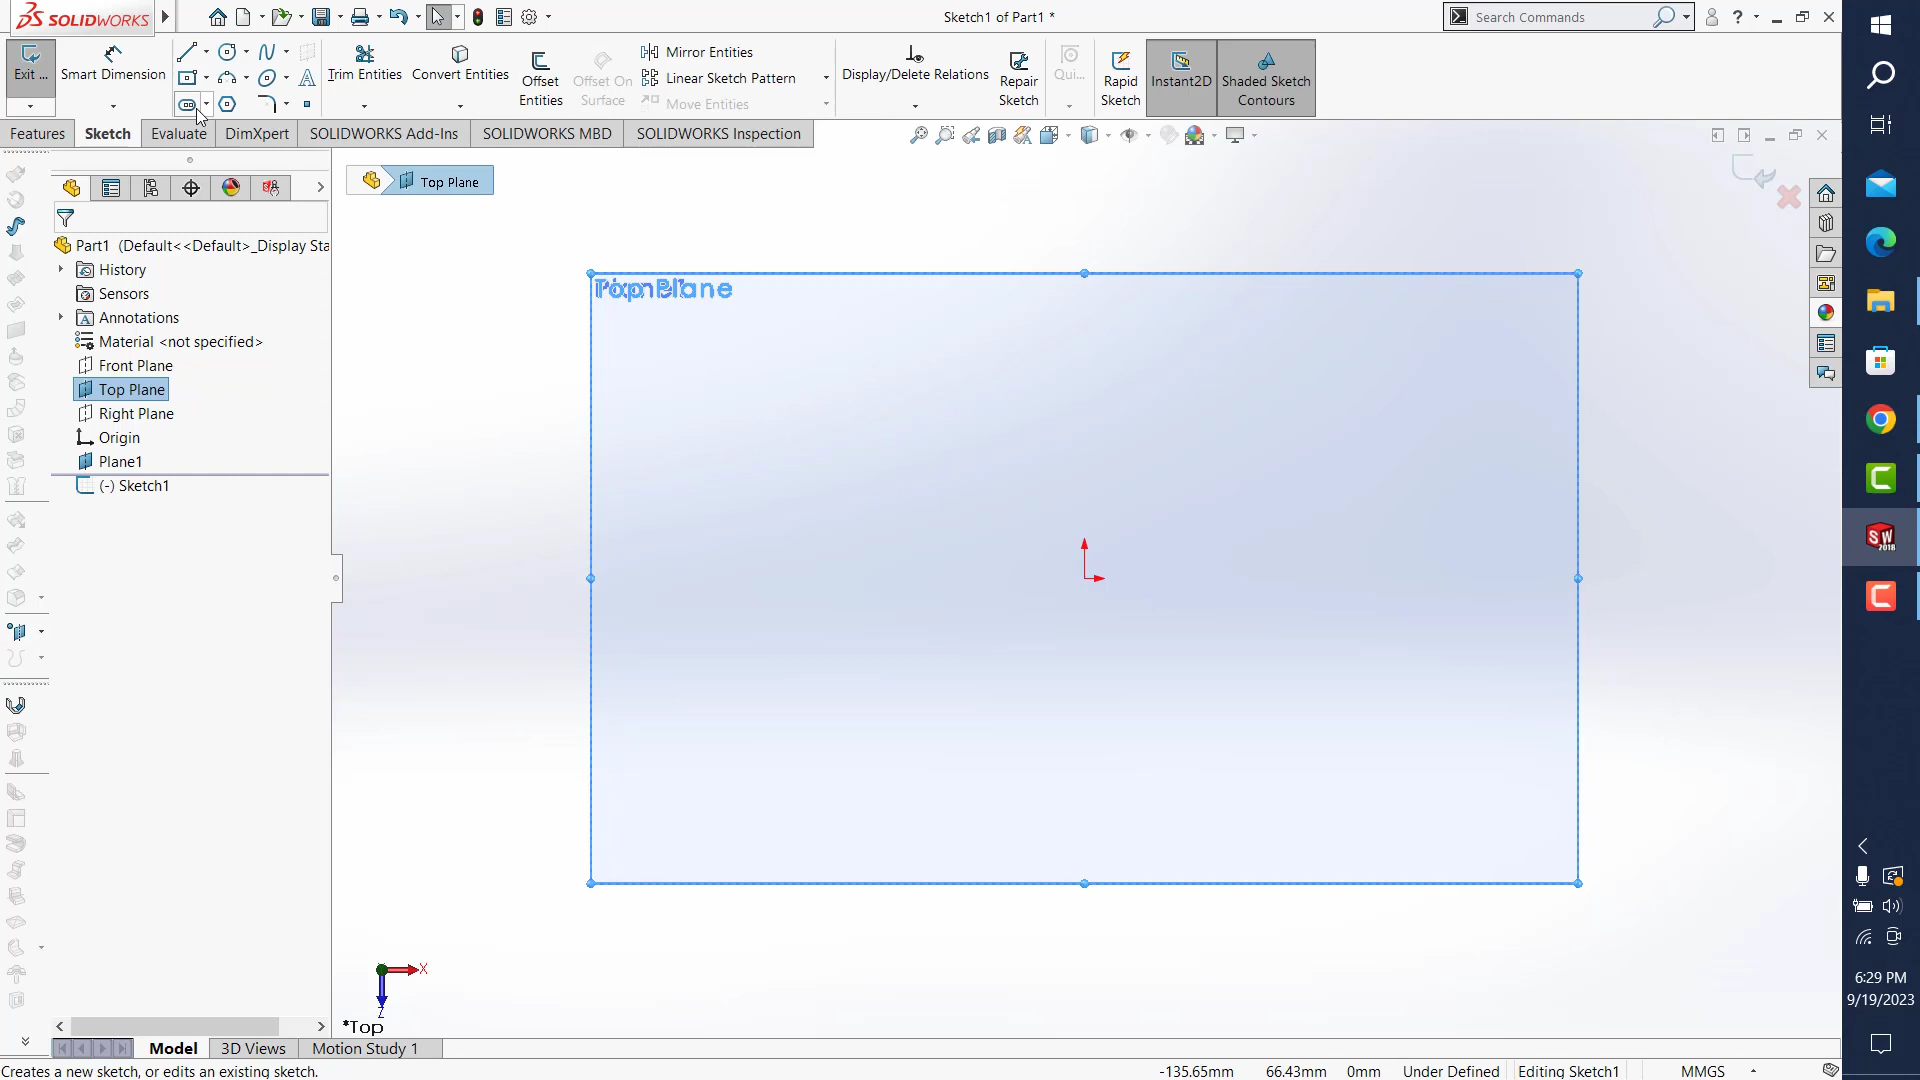 SOLIDWORKS
Sketch1 of Part1 *
Search Commands
Exit ...
Smart Dimension
Trim Entities
Convert Entities
Offset Entities
Offset On Surface
Mirror Entities
Linear Sketch Pattern
Move Entities
Display/Delete Relations
Repair Sketch
Qui...
Rapid Sketch
Instant2D
Shaded Sketch Contours
Features
Sketch
Evaluate
DimXpert
SOLIDWORKS Add-Ins
SOLIDWORKS MBD
SOLIDWORKS Inspection
Top Plane
Part1 (Default<<Default>_Display Sta
History
Sensors
Annotations
Material <not specified>
Front Plane
Top Plane
Right Plane
Origin
Plane1
(-) Sketch1
Top Plane
X
Z
*Top
Model
3D Views
Motion Study 1
Creates a new sketch, or edits an existing sketch.
-135.65mm
66.43mm
0mm
Under Defined
Editing Sketch1
MMGS
SW
2018
6:29 PM
9/19/2023